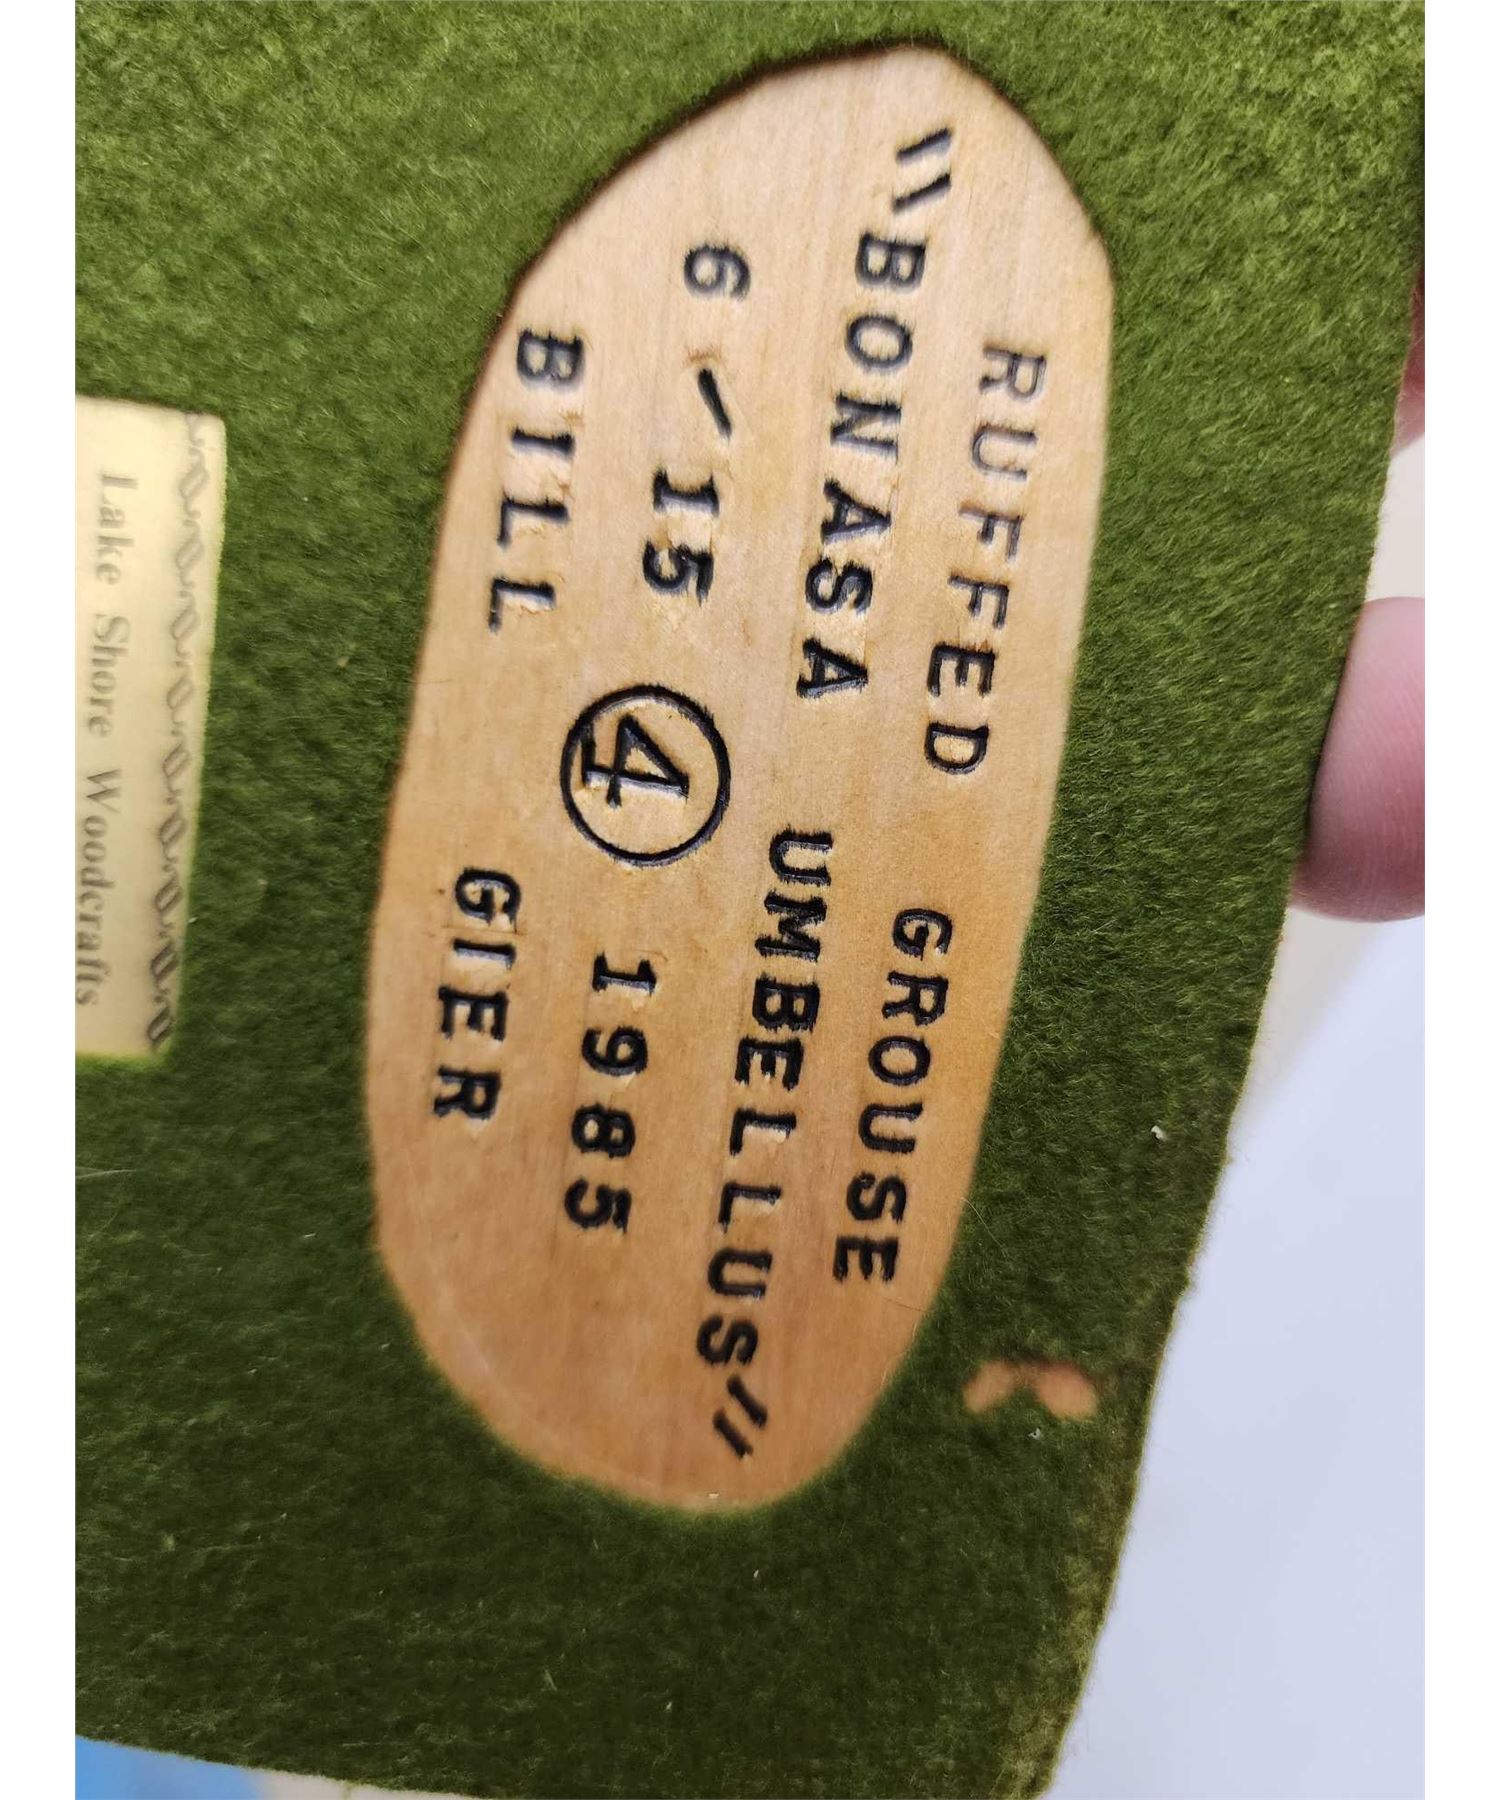 RUFFED GROUSE
"BONASA UMBELLUS"
6-15 4 1985
BILL GIER
Lake Shore Woodcrafts